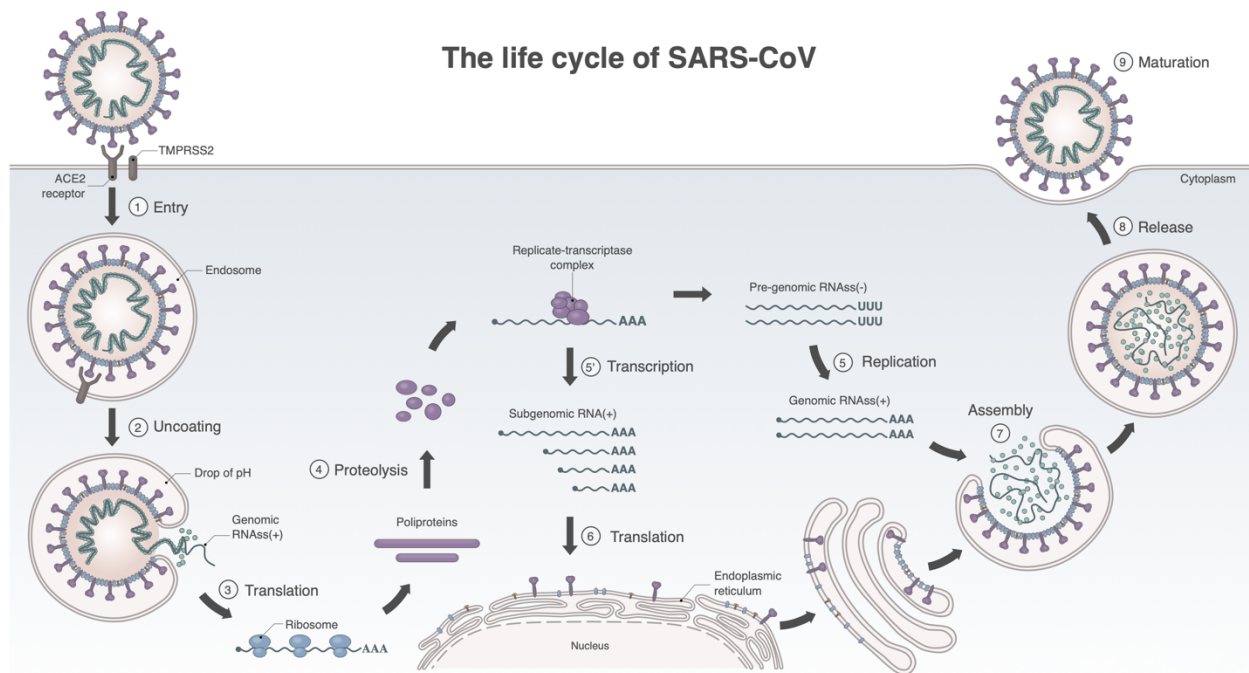 The life cycle of SARS-CoV
TMPRSS2
ACE2
receptor
1 Entry
Endosome
2 Uncoating
Drop of pH
Genomic
RNAss(+)
3 Translation
Ribosome
AAA
Poliproteins
4 Proteolysis
Replicate-transcriptase
complex
AAA
5' Transcription
Subgenomic RNA(+)
AAA
AAA
AAA
AAA
6 Translation
Endoplasmic
reticulum
Nucleus
Pre-genomic RNAss(-)
UUU
UUU
5 Replication
Genomic RNAss(+)
AAA
AAA
Assembly
7
8 Release
9 Maturation
Cytoplasm